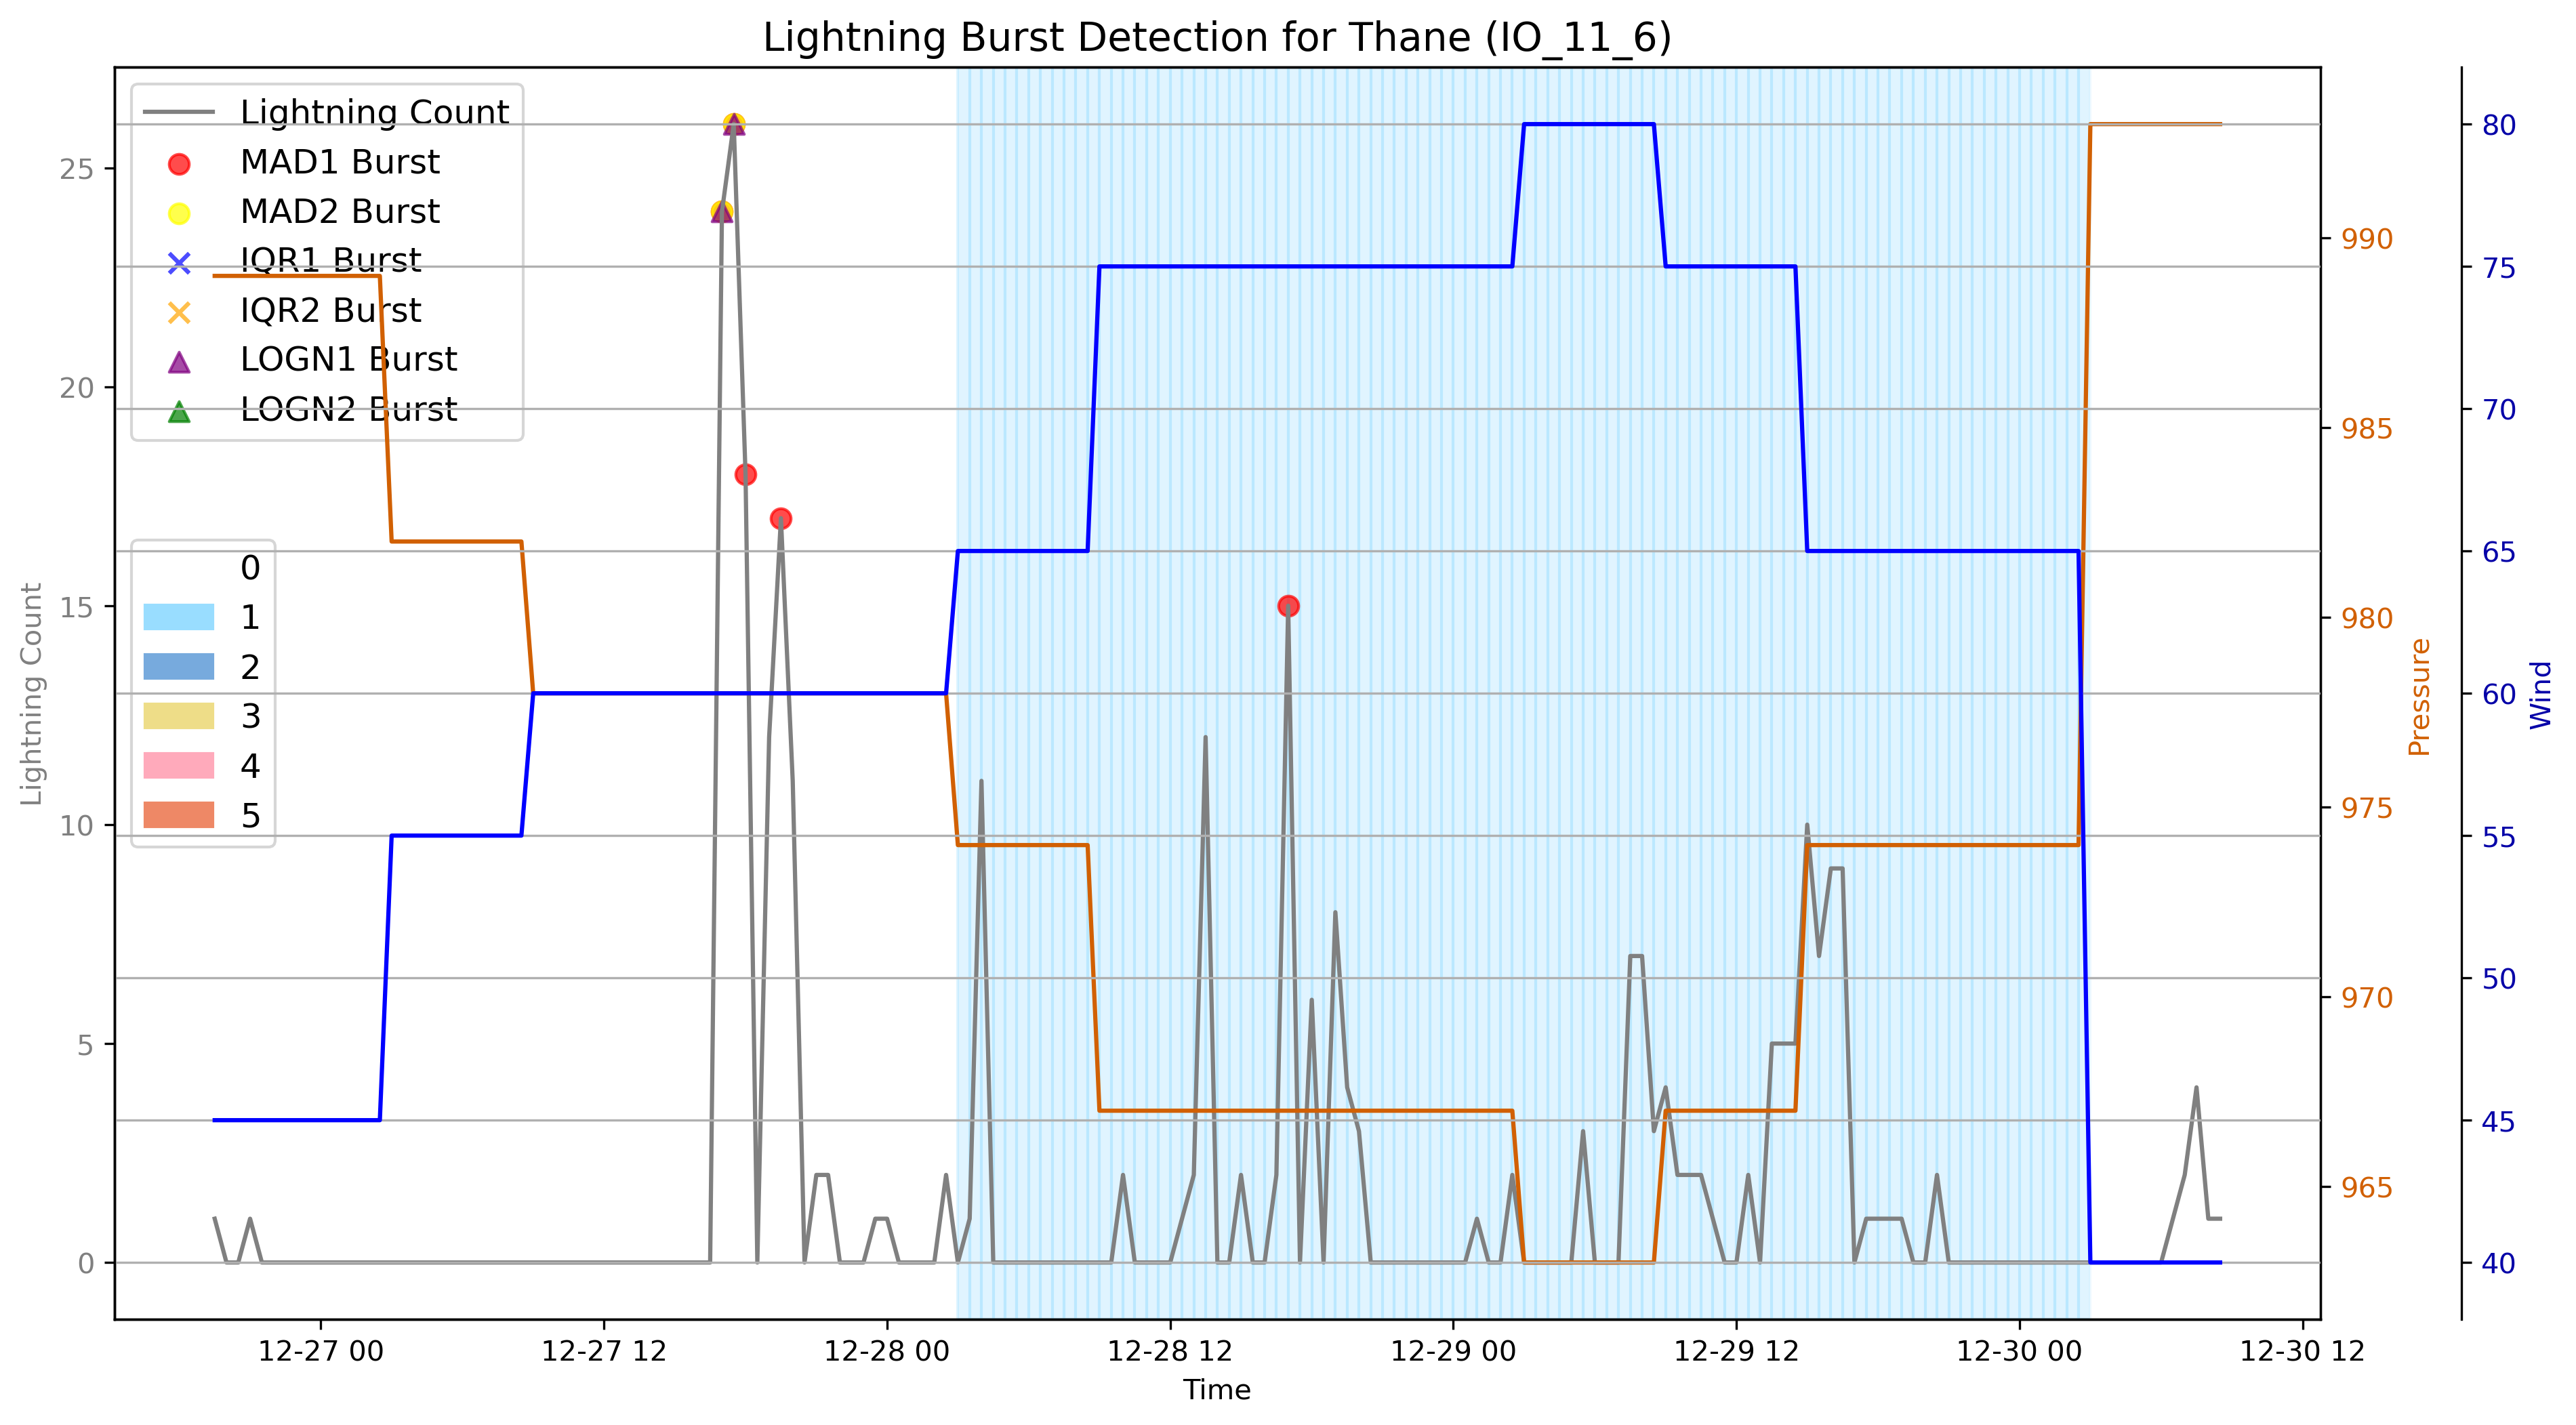 Lightning Burst Detection for Thane (IO_11_6)
Lightning Count
MAD1 Burst
MAD2 Burst
IQR1 Burst
IQR2 Burst
LOGN1 Burst
LOGN2 Burst
0
1
2
3
4
5
Lightning Count
25
20
15
10
5
0
990
985
980
975
970
965
Pressure
80
75
70
65
60
55
50
45
40
Wind
12-27 00
12-27 12
12-28 00
12-28 12
12-29 00
12-29 12
12-30 00
12-30 12
Time